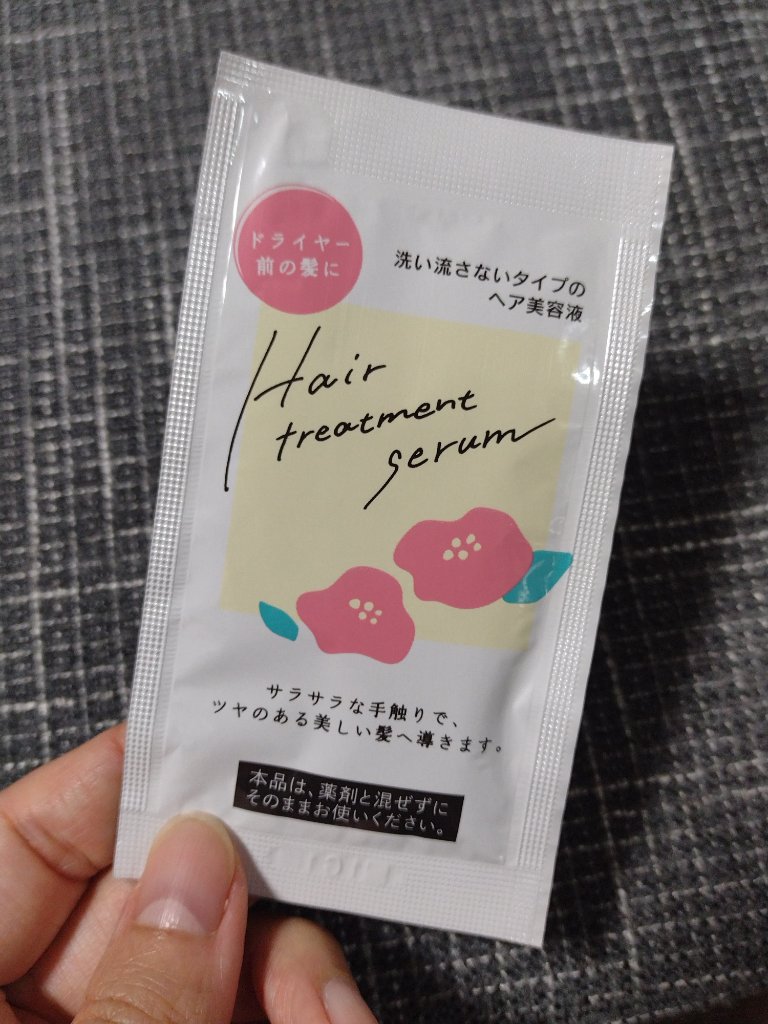 ドライヤー
前の髪に
洗い流さないタイプの
ヘア美容液
Hair
treatment
serum
サラサラな手触りで、
ツヤのある美しい髪へ導きます。
本品は、薬剤と混ぜずに
そのままお使いください。